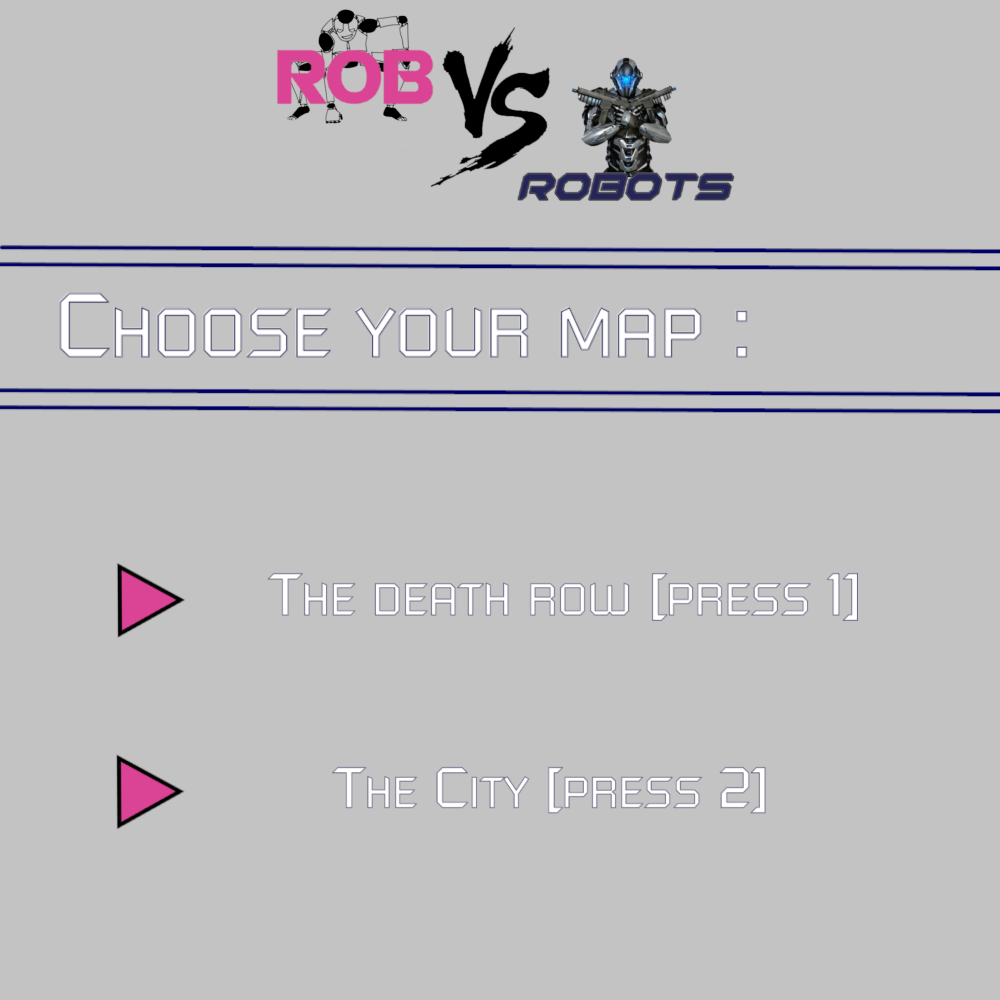 ROB VS
ROBOTS
Choose your map :
The death row [press 1]
The City [press 2]